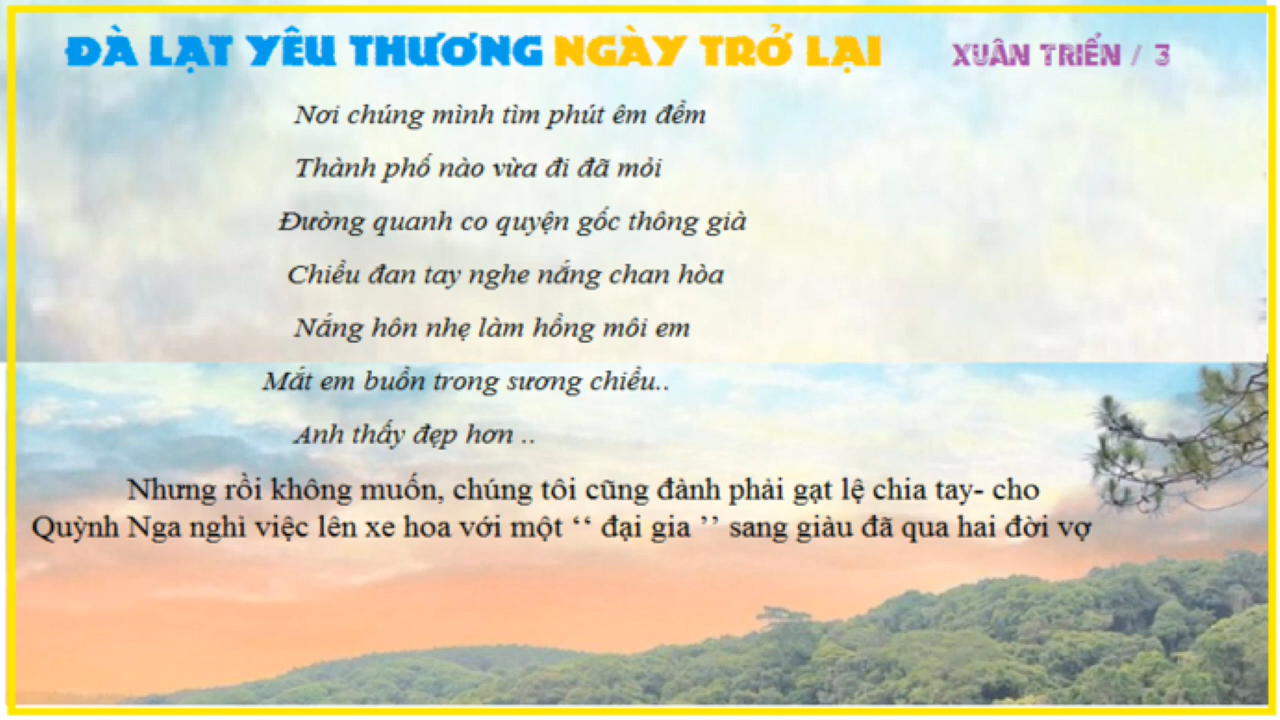 ĐÀ LẠT YÊU THƯƠNG NGÀY TRỞ LẠI XUÂN TRIỂN / 3
Nơi chúng mình tìm phút êm đềm
Thành phố nào vừa đi đã mỏi
Đường quanh co quyện gốc thông già
Chiều đan tay nghe nắng chan hòa
Nắng hôn nhẹ làm hồng môi em
Mắt em buồn trong sương chiều..
Anh thấy đẹp hơn ..
Nhưng rồi không muốn, chúng tôi cũng đành phải gạt lệ chia tay- cho
Quỳnh Nga nghỉ việc lên xe hoa với một ‘‘ đại gia ’’ sang giàu đã qua hai đời vợ